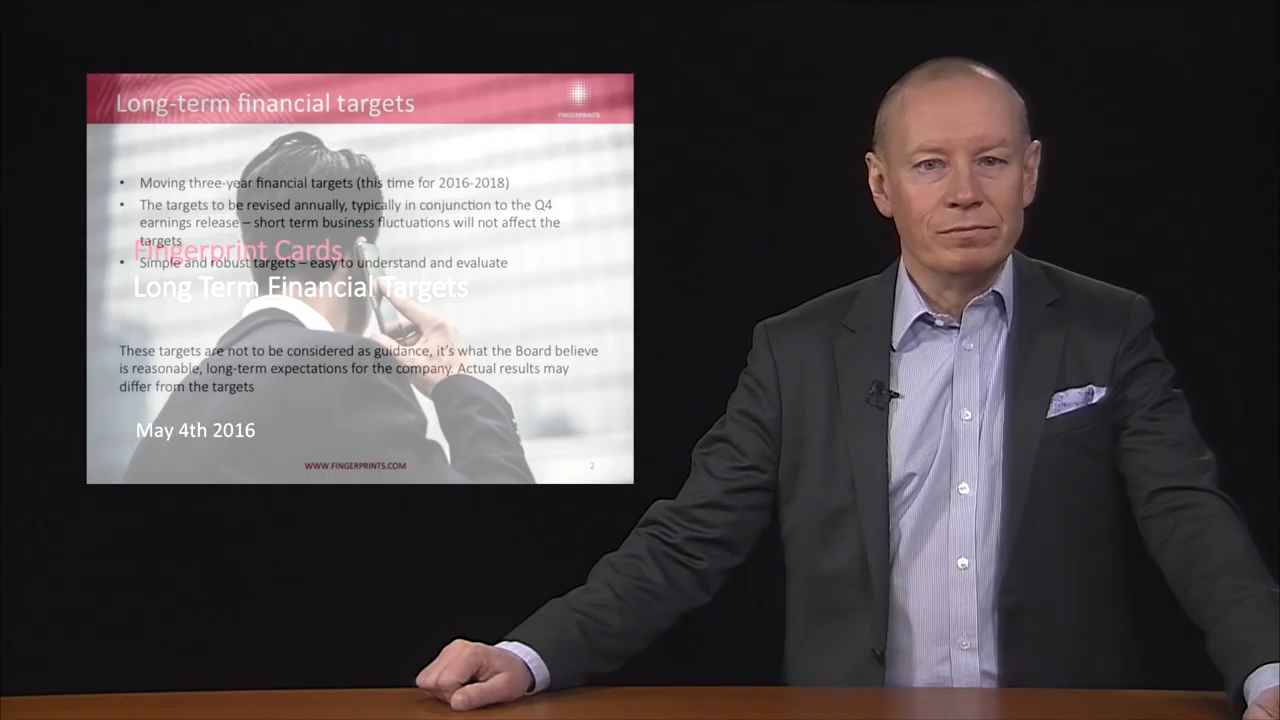 Long-term financial targets
FINGERPRINTS
• Moving three-year financial targets (this time for 2016-2018)
• The targets to be revised annually, typically in conjunction to the Q4
earnings release – short term business fluctuations will not affect the
targets
Fingerprint Cards
• Simple and robust targets – easy to understand and evaluate
Long Term Financial Targets
These targets are not to be considered as guidance, it's what the Board believe
is reasonable, long-term expectations for the company. Actual results may
differ from the targets
May 4th 2016
WWW.FINGERPRINTS.COM
2